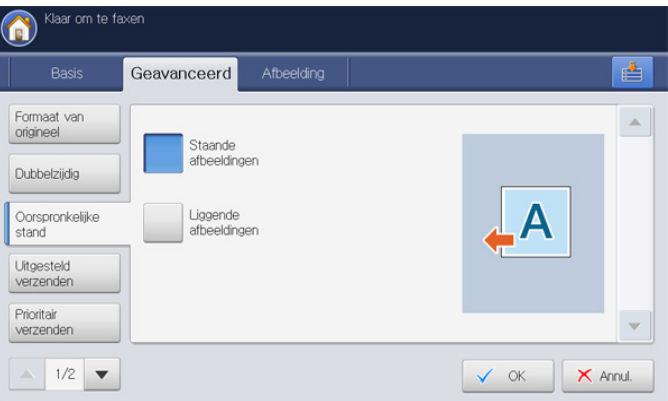 Klaar om te faxen
Basis
Geavanceerd
Afbeelding
Formaat van
origineel
Dubbelzijdig
Oorspronkelijke
stand
Uitgesteld
verzenden
Prioritair
verzenden
1/2
Staande
afbeeldingen
Liggende
afbeeldingen
A
OK
Annul.